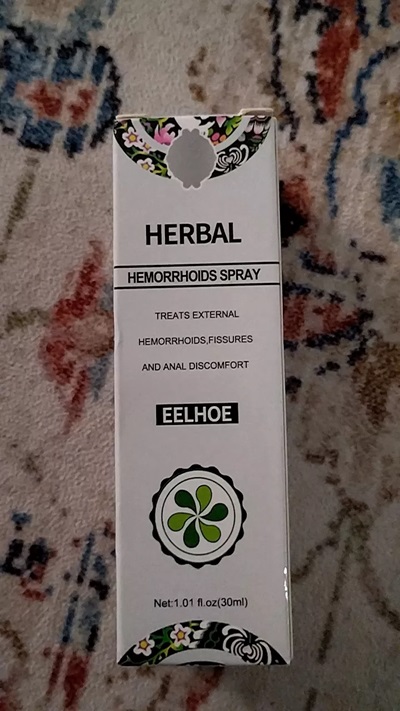 HERBAL
HEMORRHOIDS SPRAY
TREATS EXTERNAL
HEMORRHOIDS,FISSURES
AND ANAL DISCOMFORT
EELHOE
Net:1.01 fl.oz(30ml)